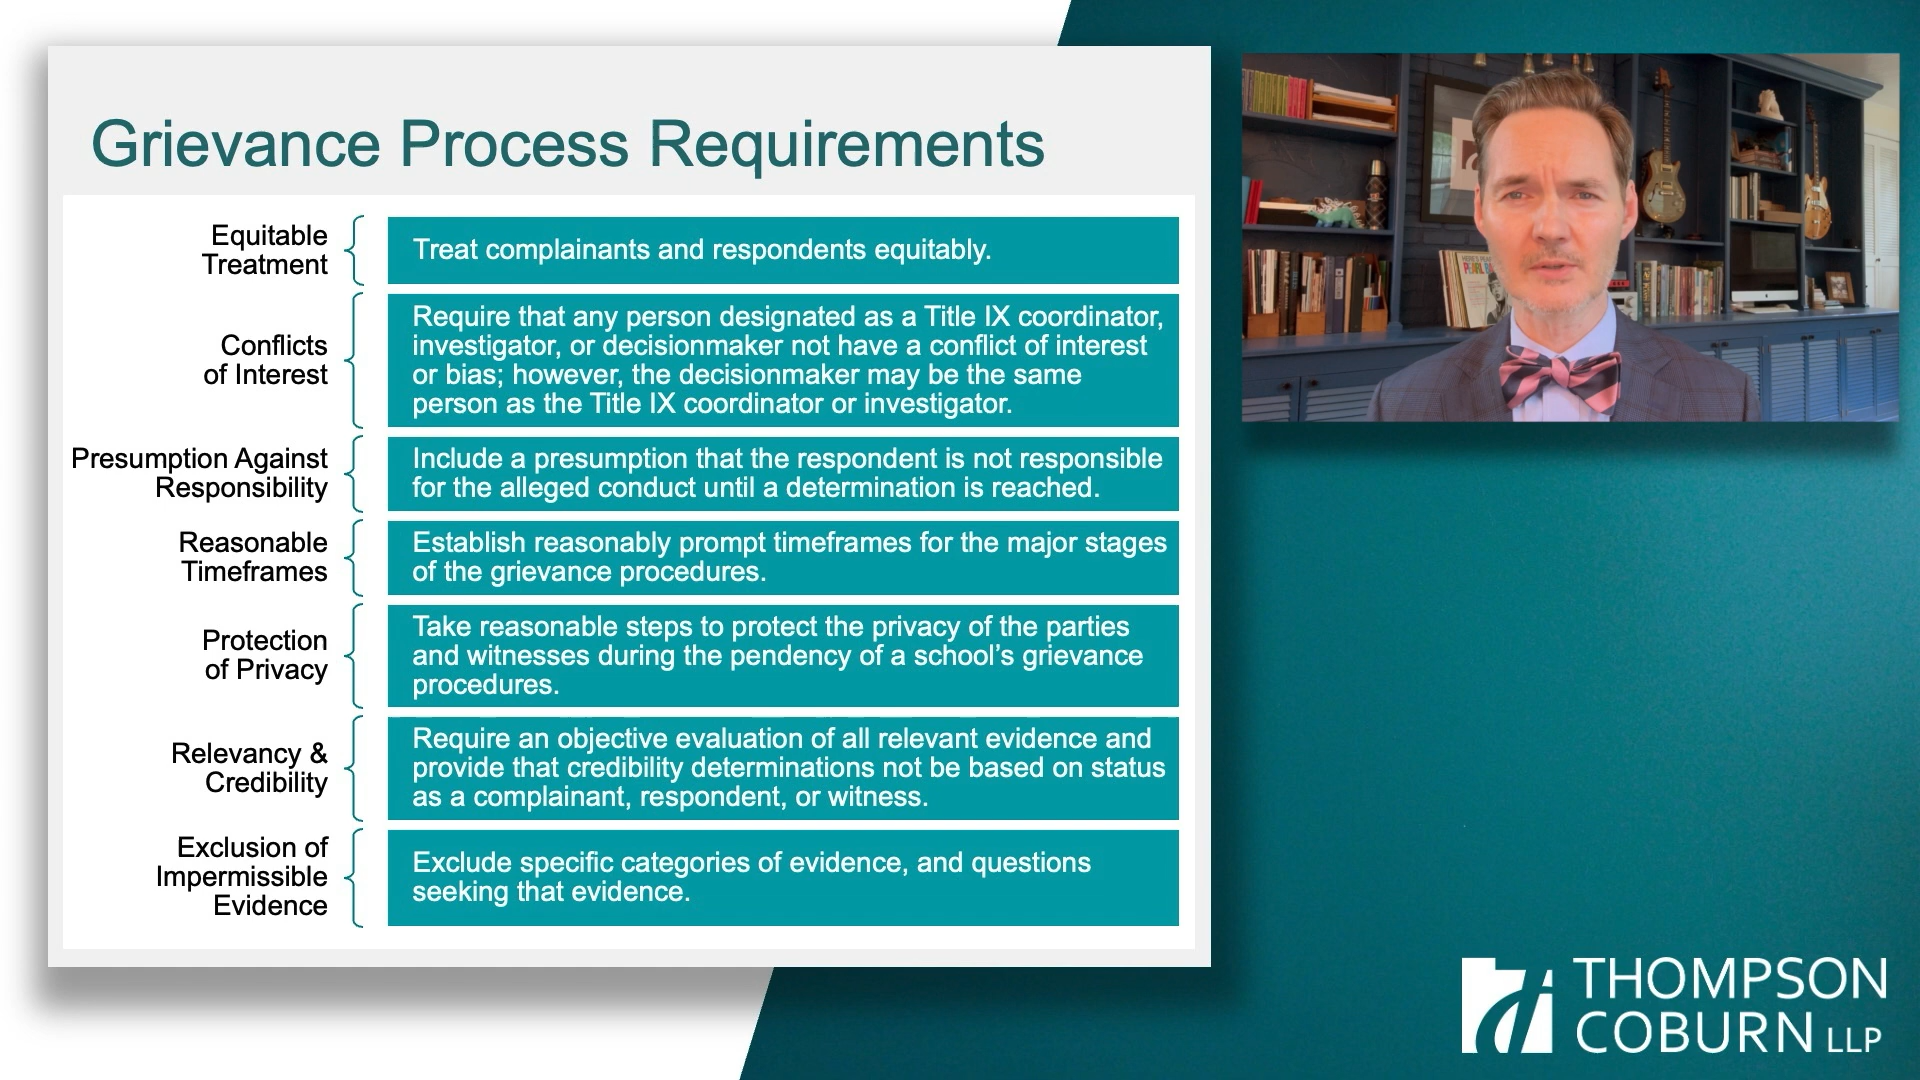 Grievance Process Requirements
Equitable
Treatment
Treat complainants and respondents equitably.
Conflicts
of Interest
Require that any person designated as a Title IX coordinator,
investigator, or decisionmaker not have a conflict of interest
or bias; however, the decisionmaker may be the same
person as the Title IX coordinator or investigator.
Presumption Against
Responsibility
Include a presumption that the respondent is not responsible
for the alleged conduct until a determination is reached.
Reasonable
Timeframes
Establish reasonably prompt timeframes for the major stages
of the grievance procedures.
Protection
of Privacy
Take reasonable steps to protect the privacy of the parties
and witnesses during the pendency of a school’s grievance
procedures.
Relevancy &
Credibility
Require an objective evaluation of all relevant evidence and
provide that credibility determinations not be based on status
as a complainant, respondent, or witness.
Exclusion of
Impermissible
Evidence
Exclude specific categories of evidence, and questions
seeking that evidence.
THOMPSON
COBURN LLP